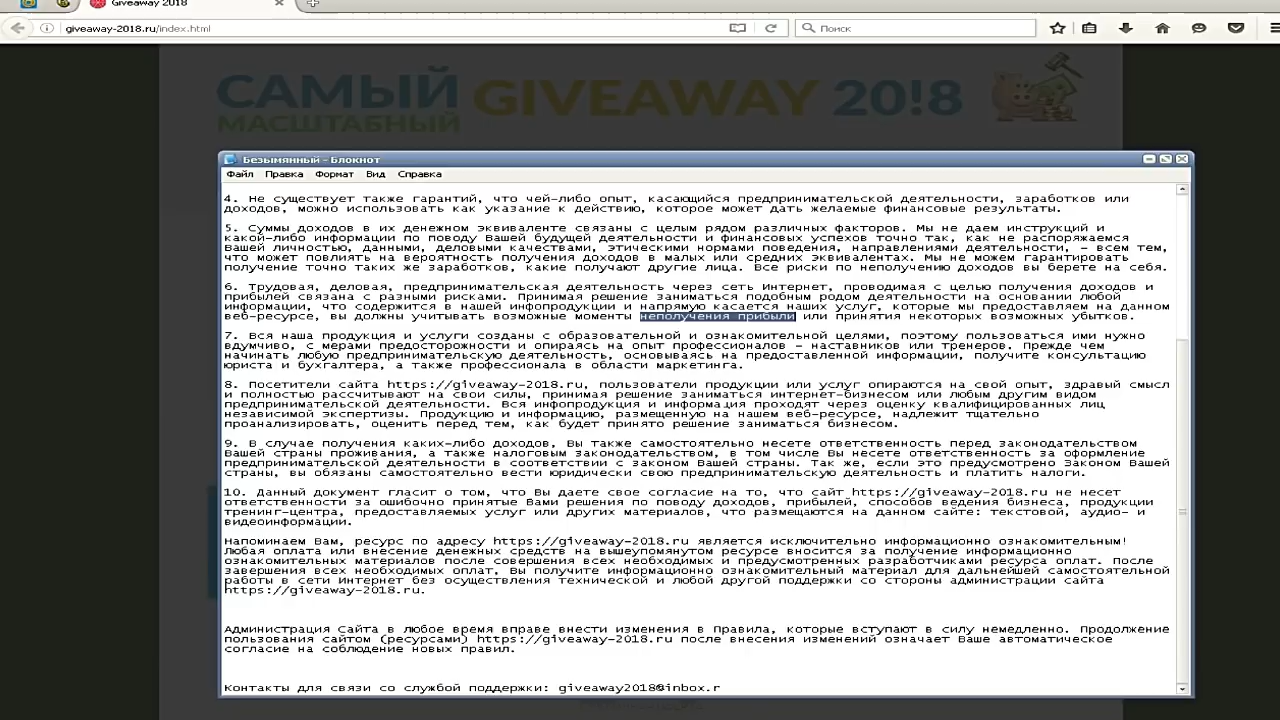 Giveaway 2018
giveaway-2018.ru/index.html
Поиск
САМЫЙ GIVEAWAY 20!8
МАСШТАБНЫЙ
Безымянный - Блокнот
Файл Правка Формат Вид Справка
4. Не существует также гарантий, что чей-либо опыт, касающийся предпринимательской деятельности, заработков или
доходов, можно использовать как указание к действию, которое может дать желаемые финансовые результаты.
5. Суммы доходов в их денежном эквиваленте связаны с целым рядом различных факторов. Мы не даем инструкций и
какой-либо информации по поводу Вашей будущей деятельности и финансовых успехов точно так, как не распоряжаемся
Вашей личностью, данными, деловыми качествами, этическими нормами поведения, направлениями деятельности, - всем тем,
что может повлиять на вероятность получения доходов в малых или средних эквивалентах. Мы не можем гарантировать
получение точно таких же заработков, какие получают другие лица. Все риски по неполучению доходов вы берете на себя.
6. Трудовая, деловая, предпринимательская деятельность через сеть Интернет, проводимая с целью получения доходов и
прибылей связана с разными рисками. Принимая решение заниматься подобным родом деятельности на основании любой
информации, что содержится в нашей инфопродукции и напрямую касается наших услуг, которые мы предоставляем на данном
веб-ресурсе, вы должны учитывать возможные моменты неполучения прибыли или принятия некоторых возможных убытков.
7. Вся наша продукция и услуги созданы с образовательной и ознакомительной целями, поэтому пользоваться ими нужно
вдумчиво, с мерами предосторожности и опираясь на опыт профессионалов - наставников или тренеров. Прежде чем
начинать любую предпринимательскую деятельность, основываясь на предоставленной информации, получите консультацию
юриста и бухгалтера, а также профессионала в области маркетинга.
8. Посетители сайта https://giveaway-2018.ru, пользователи продукции или услуг опираются на свой опыт, здравый смысл
и полностью рассчитывают на свои силы, принимая решение заниматься интернет-бизнесом или любым другим видом
предпринимательской деятельности. Вся инфопродукция и информация проходят через оценку квалифицированных лиц
независимой экспертизы. Продукцию и информацию, размещенную на нашем веб-ресурсе, надлежит тщательно
проанализировать, оценить перед тем, как будет принято решение заниматься бизнесом.
9. В случае получения каких-либо доходов, Вы также самостоятельно несете ответственность перед законодательством
Вашей страны проживания, а также налоговым законодательством, в том числе Вы несете ответственность за оформление
предпринимательской деятельности в соответствии с законом Вашей страны. Так же, если это предусмотрено Законом Вашей
страны, вы обязаны самостоятельно вести юридически свою предпринимательскую деятельность и платить налоги.
10. Данный документ гласит о том, что Вы даете свое согласие на то, что сайт https://giveaway-2018.ru не несет
ответственности за ошибочно принятые Вами решения по поводу доходов, прибылей, способов ведения бизнеса, продукции
тренинг-центра, предоставляемых услуг или других материалов, что размещаются на данном сайте: текстовой, аудио- и
видеоинформации.
Напоминаем Вам, ресурс по адресу https://giveaway-2018.ru является исключительно информационно ознакомительным!
Любая оплата или внесение денежных средств на вышеупомянутом ресурсе вносится за получение информационно
ознакомительных материалов после совершения всех необходимых и предусмотренных разработчиками ресурса оплат. После
завершения всех необходимых оплат, Вы получите информационно ознакомительный материал для дальнейшей самостоятельной
работы в сети Интернет без осуществления технической и любой другой поддержки со стороны администрации сайта
https://giveaway-2018.ru.
Администрация Сайта в любое время вправе внести изменения в Правила, которые вступают в силу немедленно. Продолжение
пользования сайтом (ресурсами) https://giveaway-2018.ru после внесения изменений означает Ваше автоматическое
согласие на соблюдение новых правил.
Контакты для связи со службой поддержки: giveaway2018@inbox.r